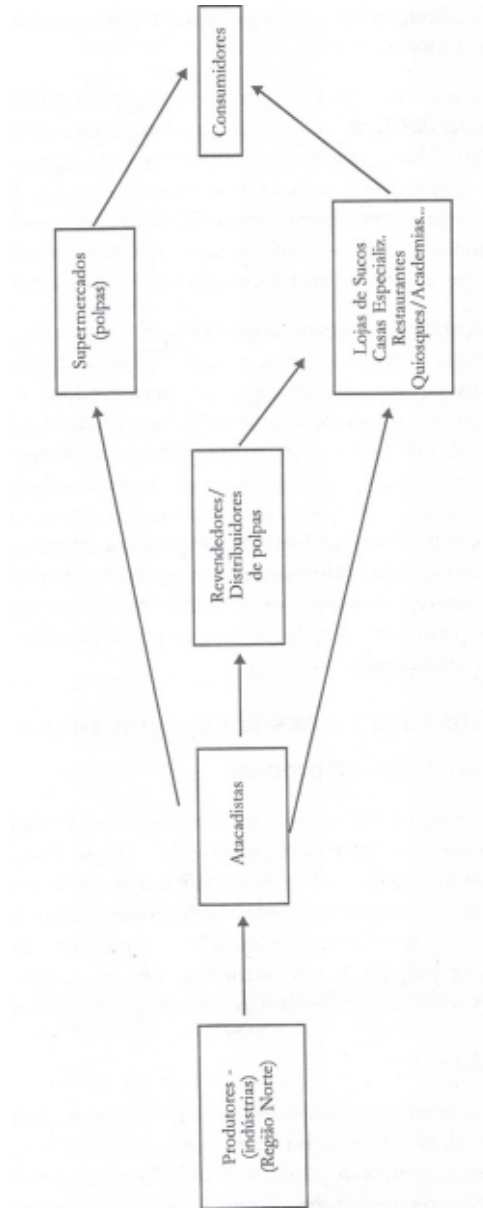 Produtores -
(indústrias)
(Região Norte)
Atacadistas
Revendedores/
Distribuidores
de polpas
Supermercados
(polpas)
Lojas de Sucos
Casas Especializ.
Restaurantes
Quiosques/Academias...
Consumidores